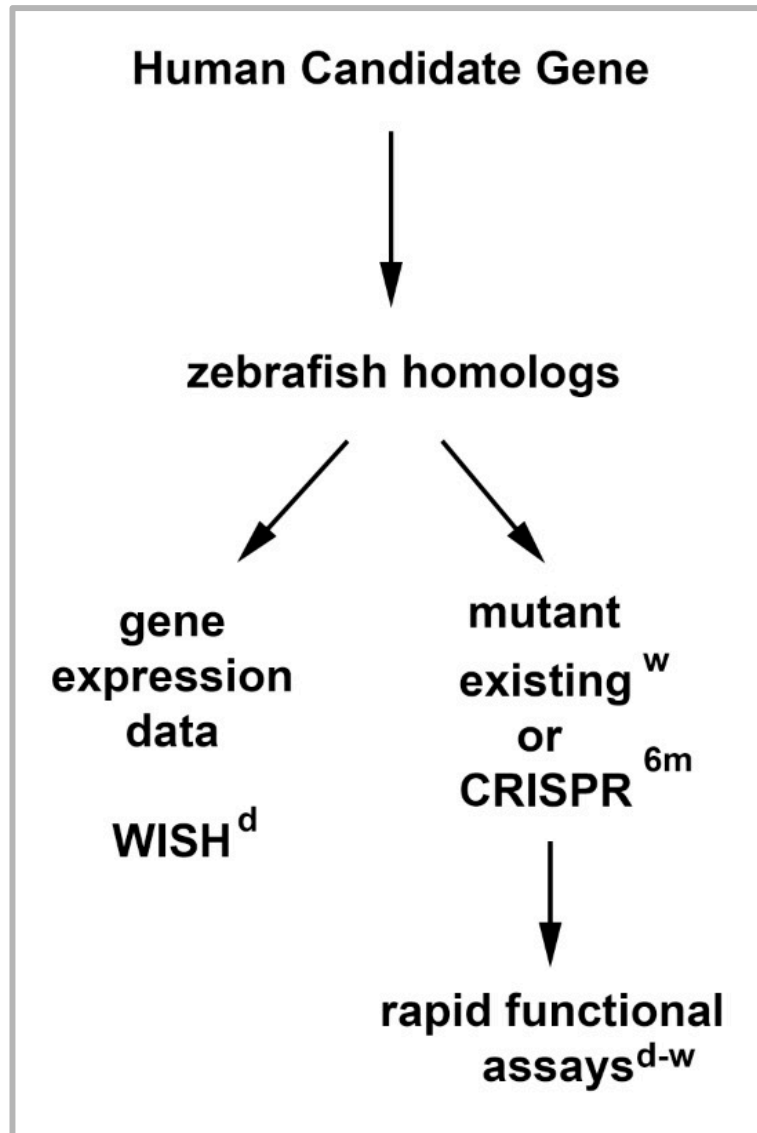 Human Candidate Gene
zebrafish homologs
gene
expression
data
WISH d
mutant
existing w
or
CRISPR 6m
rapid functional
assays d-w